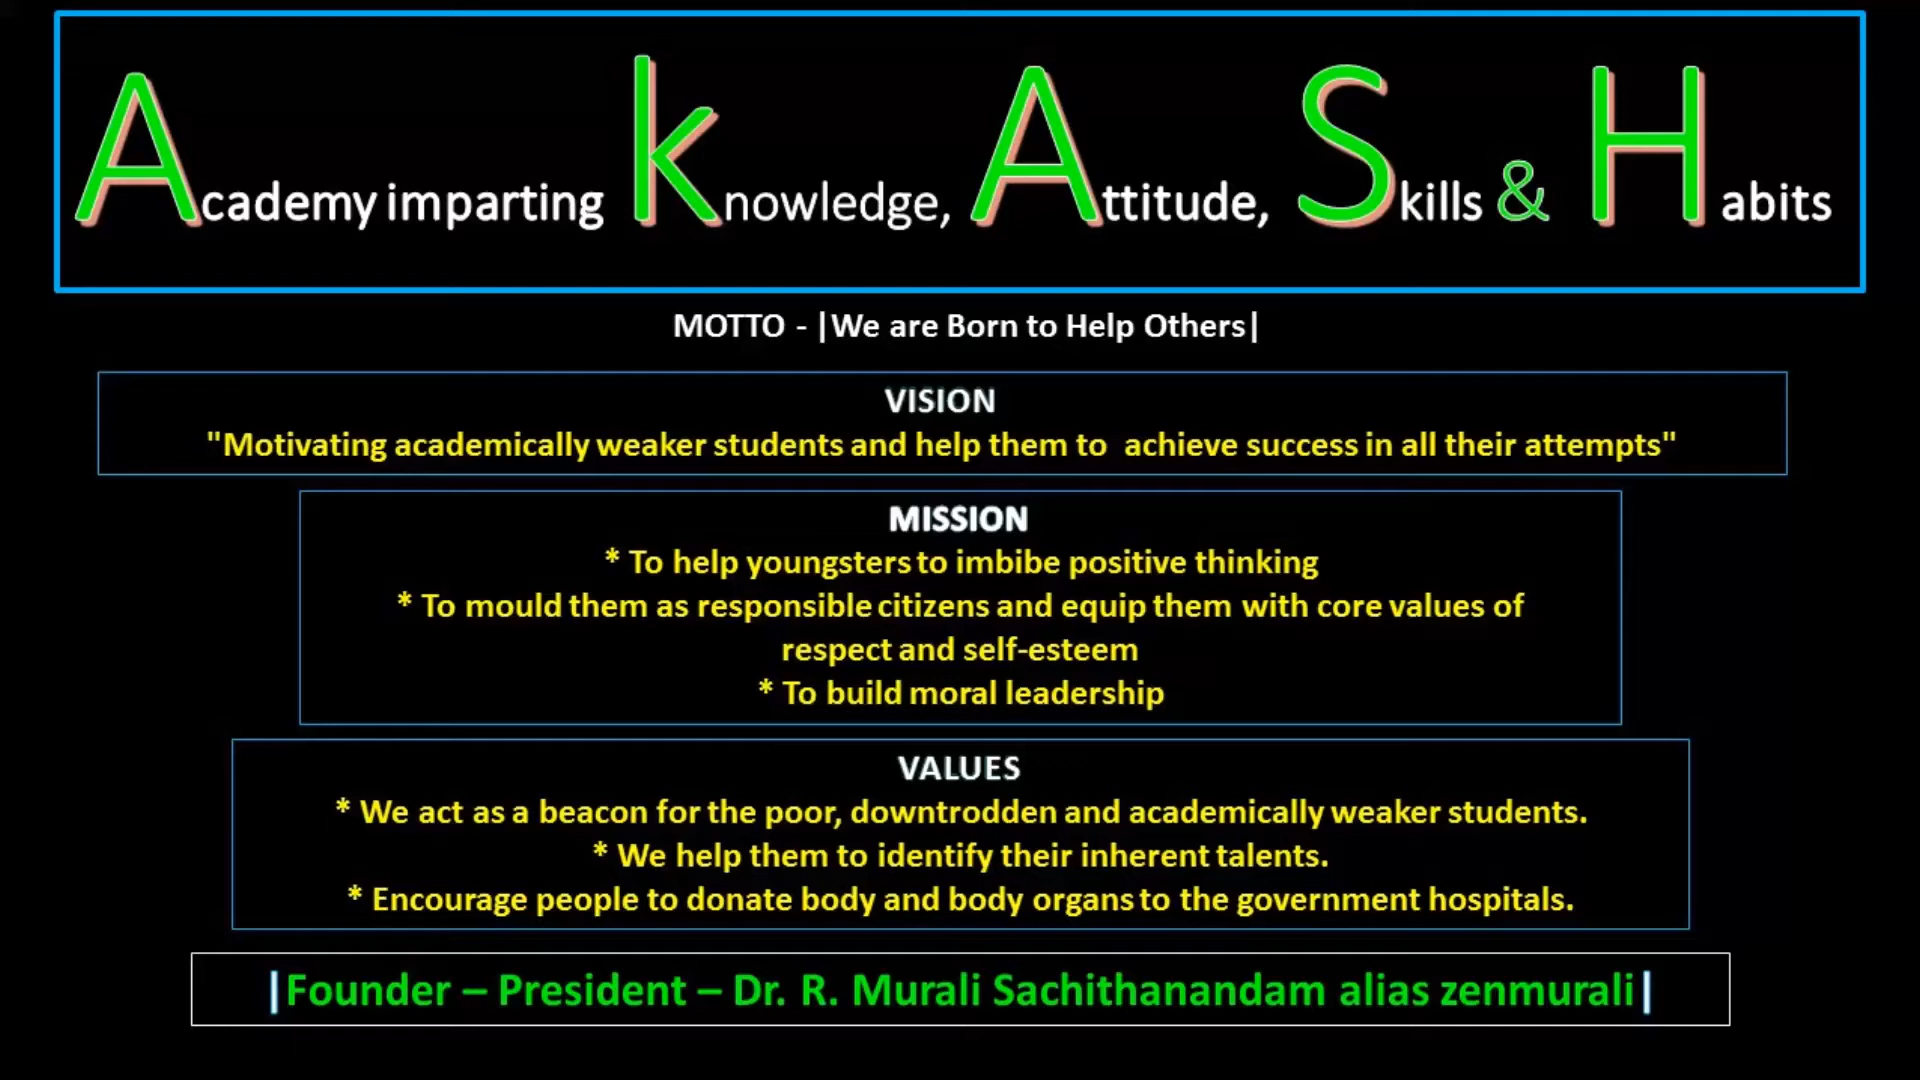 Academy imparting knowledge, Attitude, Skills & Habits
MOTTO - |We are Born to Help Others|
VISION
"Motivating academically weaker students and help them to achieve success in all their attempts"
MISSION
* To help youngsters to imbibe positive thinking
* To mould them as responsible citizens and equip them with core values of
respect and self-esteem
* To build moral leadership
VALUES
* We act as a beacon for the poor, downtrodden and academically weaker students.
* We help them to identify their inherent talents.
* Encourage people to donate body and body organs to the government hospitals.
|Founder – President – Dr. R. Murali Sachithanandam alias zenmurali|